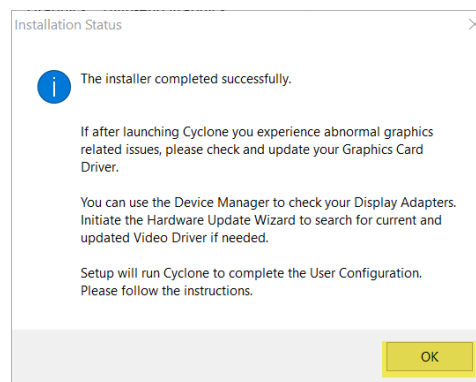 Installation Status
The installer completed successfully.
If after launching Cyclone you experience abnormal graphics
related issues, please check and update your Graphics Card
Driver.
You can use the Device Manager to check your Display Adapters.
Initiate the Hardware Update Wizard to search for current and
updated Video Driver if needed.
Setup will run Cyclone to complete the User Configuration.
Please follow the instructions.
OK